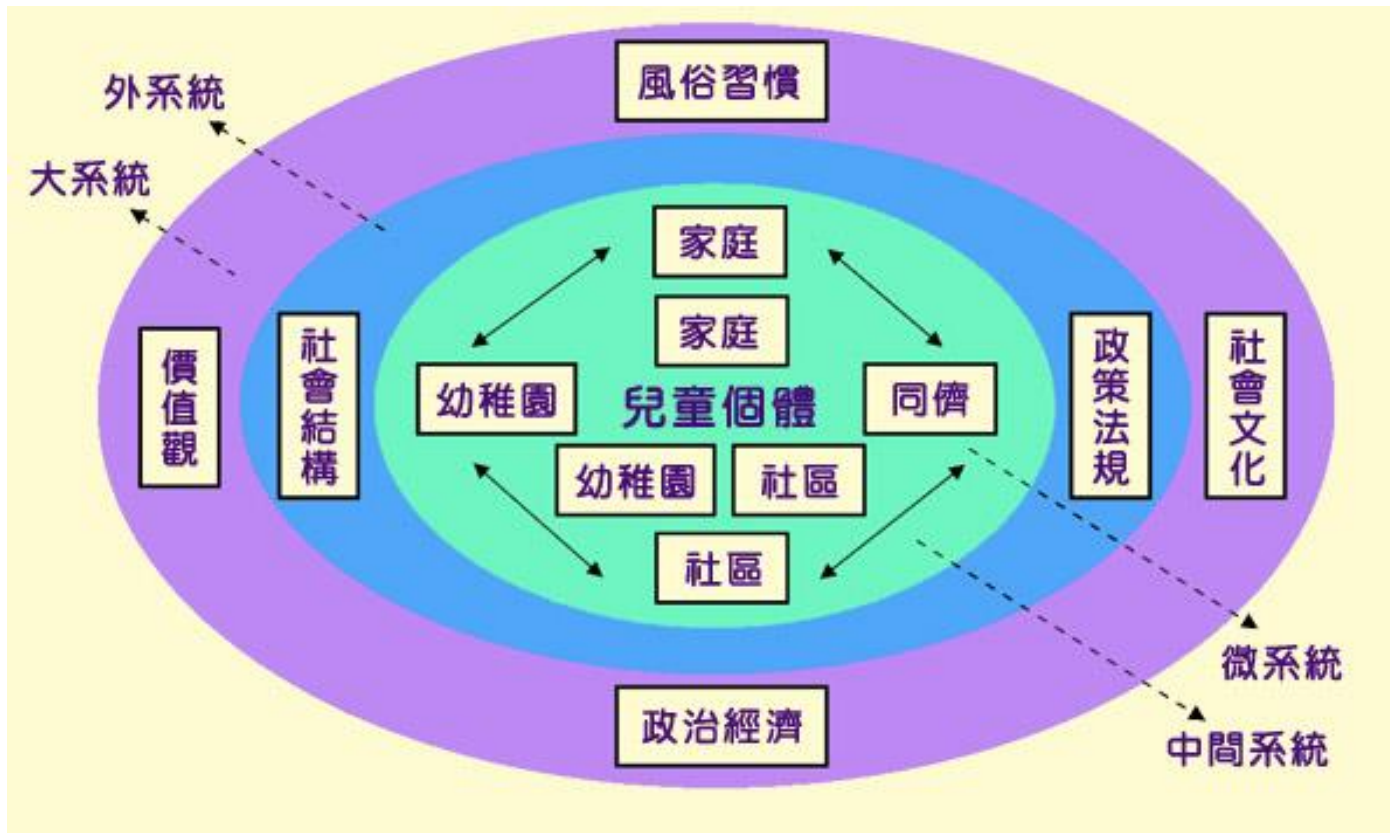 風俗習慣
外系統
大系統
家庭
家庭
價值觀
社會結構
幼稚園
兒童個體
同儕
政策法規
社會文化
幼稚園
社區
社區
微系統
政治經濟
中間系統